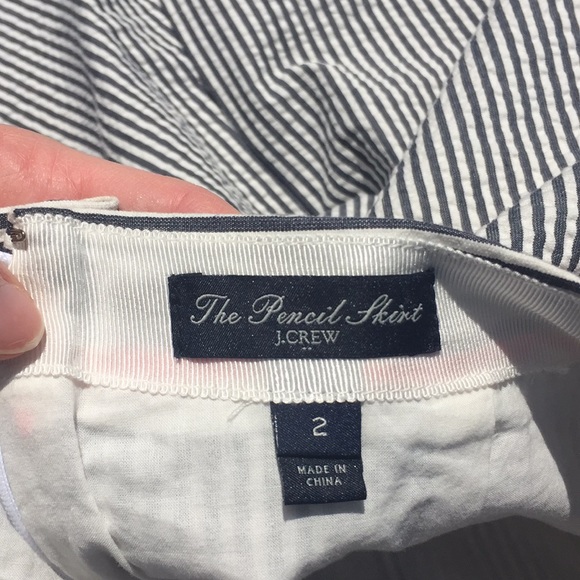 The Pencil Skirt
J.CREW
2
MADE IN
CHINA